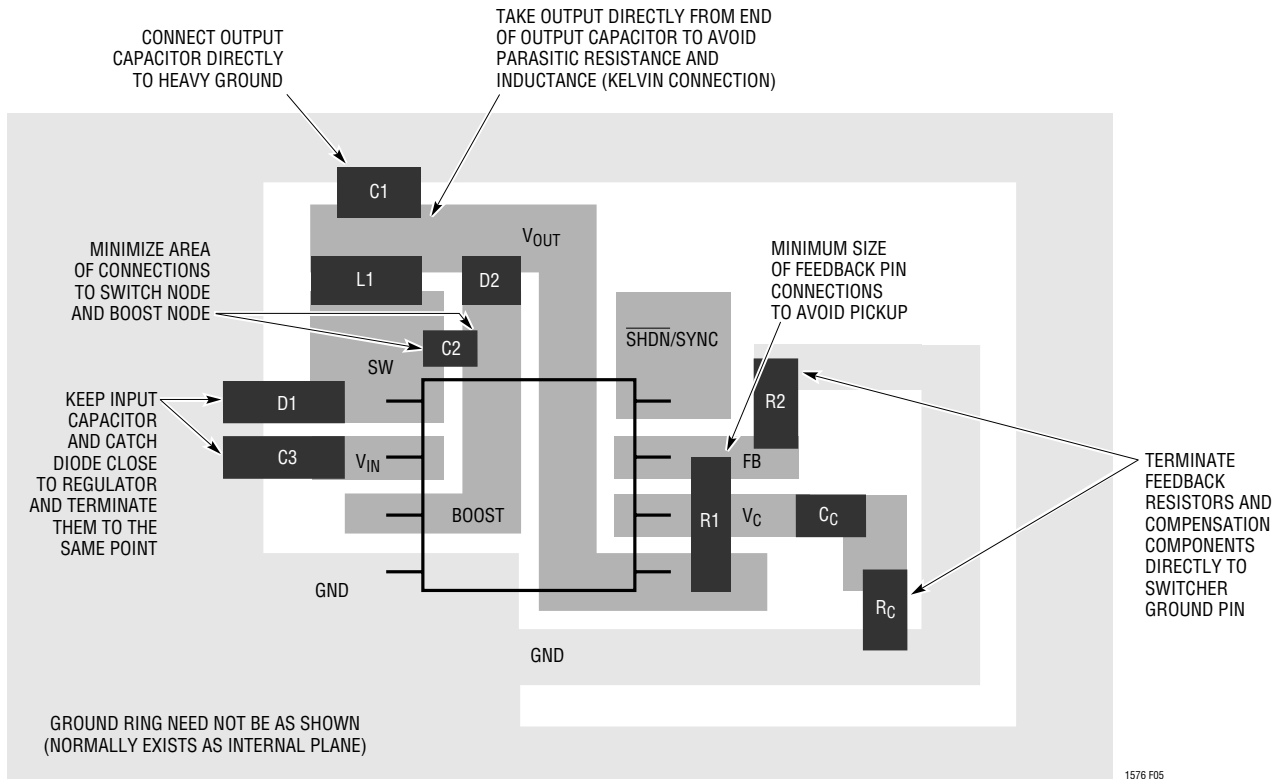 TAKE OUTPUT DIRECTLY FROM END
OF OUTPUT CAPACITOR TO AVOID
PARASITIC RESISTANCE AND
INDUCTANCE (KELVIN CONNECTION)
CONNECT OUTPUT
CAPACITOR DIRECTLY
TO HEAVY GROUND
C1
VOUT
MINIMIZE AREA
OF CONNECTIONS
TO SWITCH NODE
AND BOOST NODE
L1
D2
MINIMUM SIZE
OF FEEDBACK PIN
CONNECTIONS
TO AVOID PICKUP
C2
SHDN/SYNC
SW
R2
KEEP INPUT
CAPACITOR
AND CATCH
DIODE CLOSE
TO REGULATOR
AND TERMINATE
THEM TO THE
SAME POINT
D1
C3
VIN
FB
BOOST
R1
VC
CC
TERMINATE
FEEDBACK
RESISTORS AND
COMPENSATION
COMPONENTS
DIRECTLY TO
SWITCHER
GROUND PIN
GND
RC
GND
GROUND RING NEED NOT BE AS SHOWN
(NORMALLY EXISTS AS INTERNAL PLANE)
1576 F05